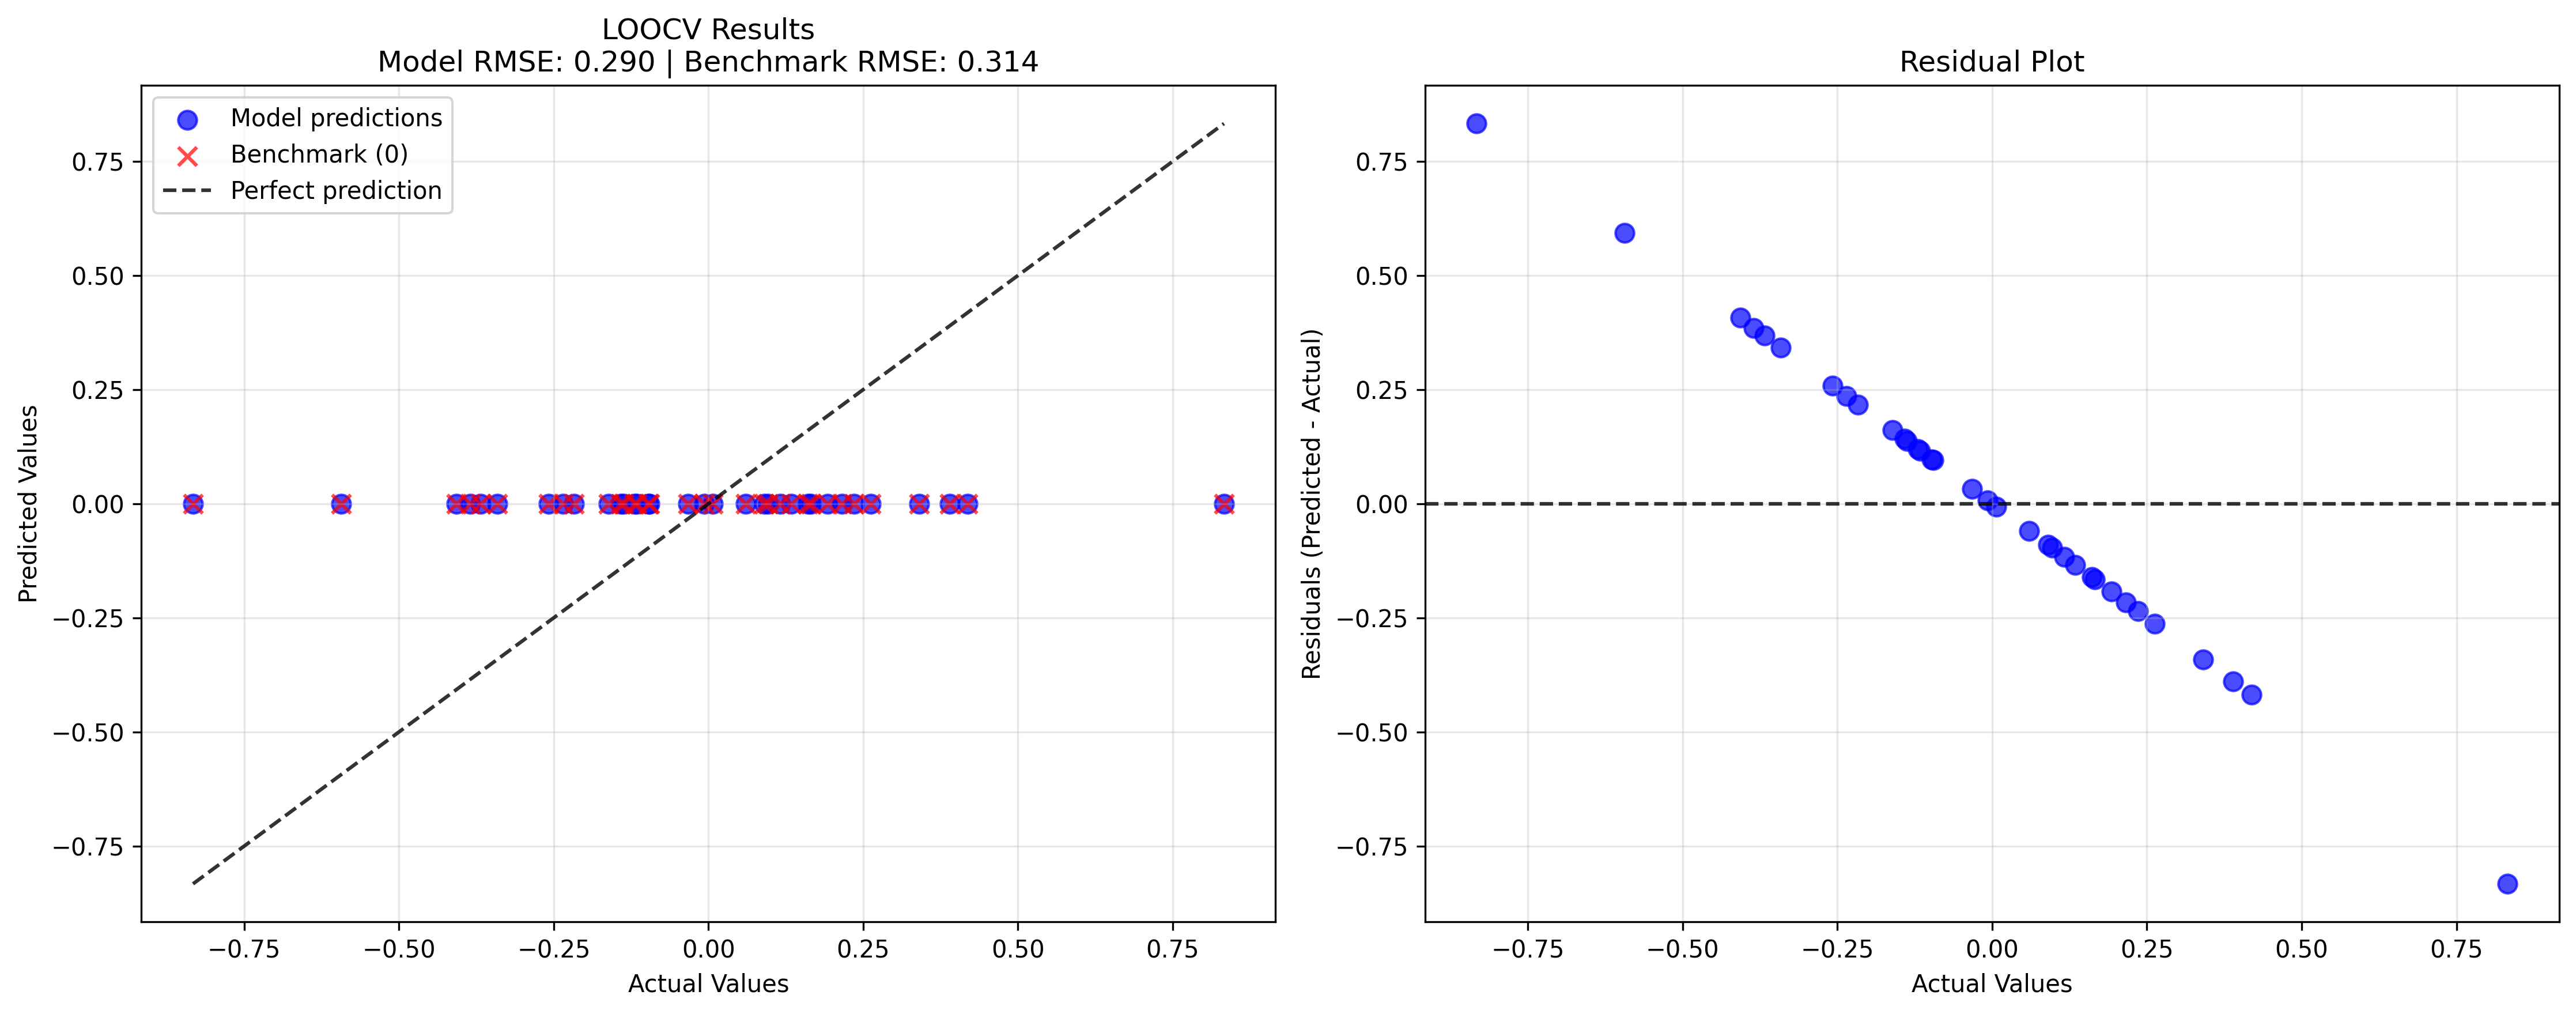 LOOCV Results
Model RMSE: 0.290 | Benchmark RMSE: 0.314
Model predictions
Benchmark (0)
Perfect prediction
Predicted Values
0.75
0.50
0.25
0.00
−0.25
−0.50
−0.75
−0.75 −0.50 −0.25 0.00 0.25 0.50 0.75
Actual Values
Residual Plot
Residuals (Predicted - Actual)
0.75
0.50
0.25
0.00
−0.25
−0.50
−0.75
−0.75 −0.50 −0.25 0.00 0.25 0.50 0.75
Actual Values